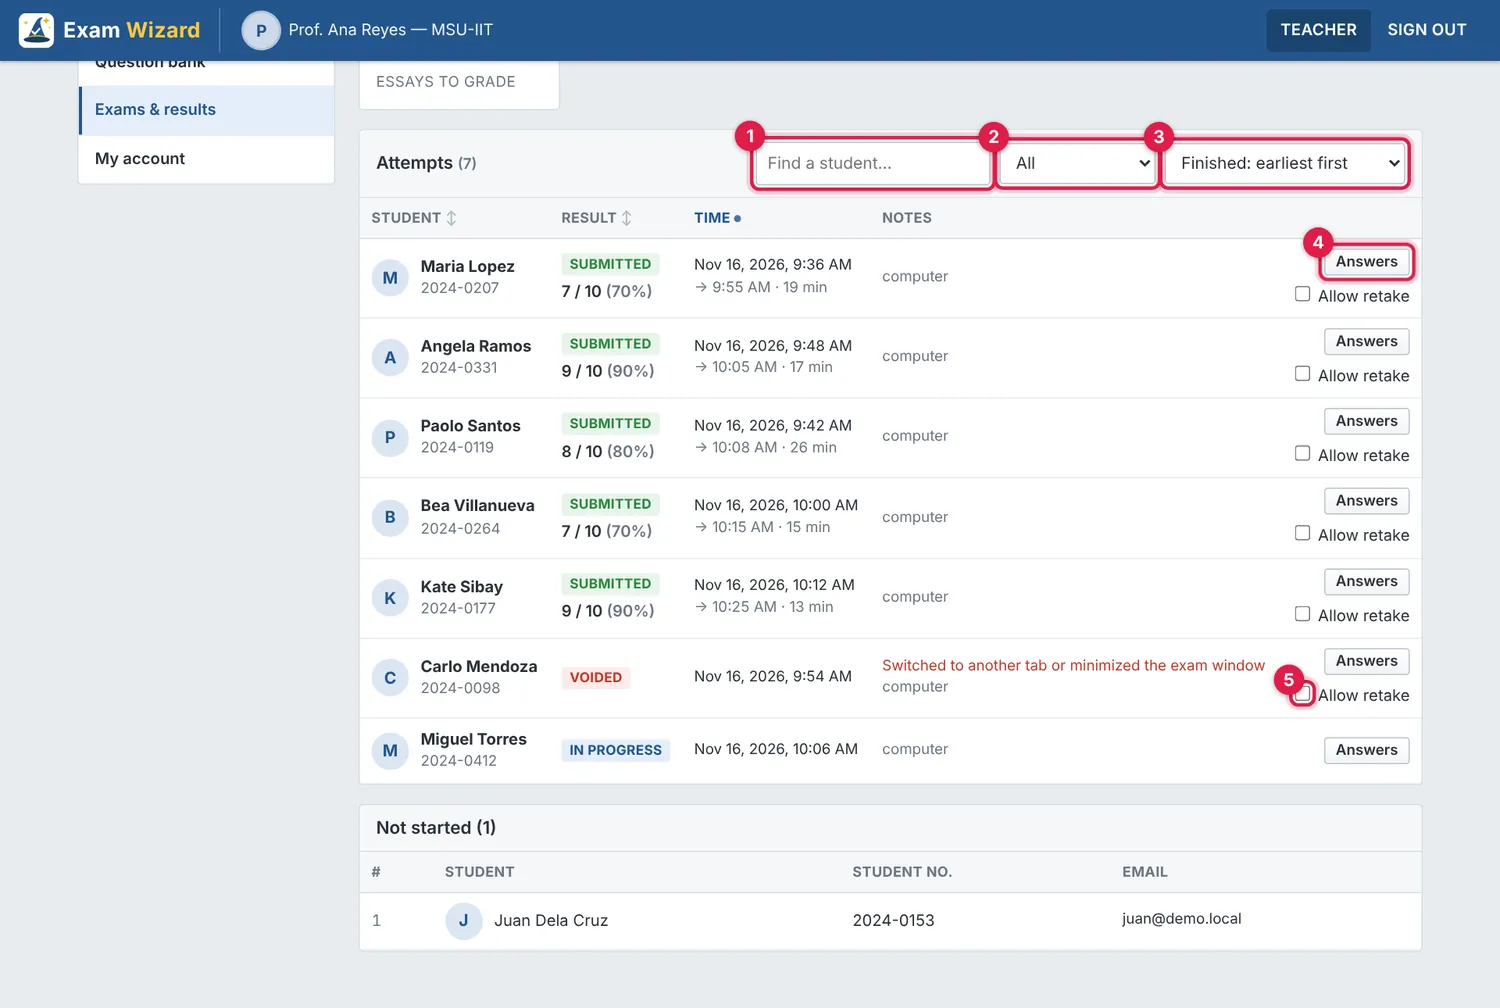 Exam Wizard
P
Prof. Ana Reyes — MSU-IIT
TEACHER
SIGN OUT
Question bank
Exams & results
My account
ESSAYS TO GRADE
Attempts (7)
1
Find a student...
2
All
3
Finished: earliest first
STUDENT RESULT TIME NOTES
M
Maria Lopez
2024-0207
SUBMITTED
7 / 10 (70%)
Nov 16, 2026, 9:36 AM
→ 9:55 AM · 19 min
computer
4
Answers
Allow retake
A
Angela Ramos
2024-0331
SUBMITTED
9 / 10 (90%)
Nov 16, 2026, 9:48 AM
→ 10:05 AM · 17 min
computer
Answers
Allow retake
P
Paolo Santos
2024-0119
SUBMITTED
8 / 10 (80%)
Nov 16, 2026, 9:42 AM
→ 10:08 AM · 26 min
computer
Answers
Allow retake
B
Bea Villanueva
2024-0264
SUBMITTED
7 / 10 (70%)
Nov 16, 2026, 10:00 AM
→ 10:15 AM · 15 min
computer
Answers
Allow retake
K
Kate Sibay
2024-0177
SUBMITTED
9 / 10 (90%)
Nov 16, 2026, 10:12 AM
→ 10:25 AM · 13 min
computer
Answers
Allow retake
C
Carlo Mendoza
2024-0098
VOIDED
Nov 16, 2026, 9:54 AM
Switched to another tab or minimized the exam window
computer
Answers
5
Allow retake
M
Miguel Torres
2024-0412
IN PROGRESS
Nov 16, 2026, 10:06 AM
computer
Answers
Not started (1)
# STUDENT STUDENT NO. EMAIL
1 J Juan Dela Cruz 2024-0153 juan@demo.local